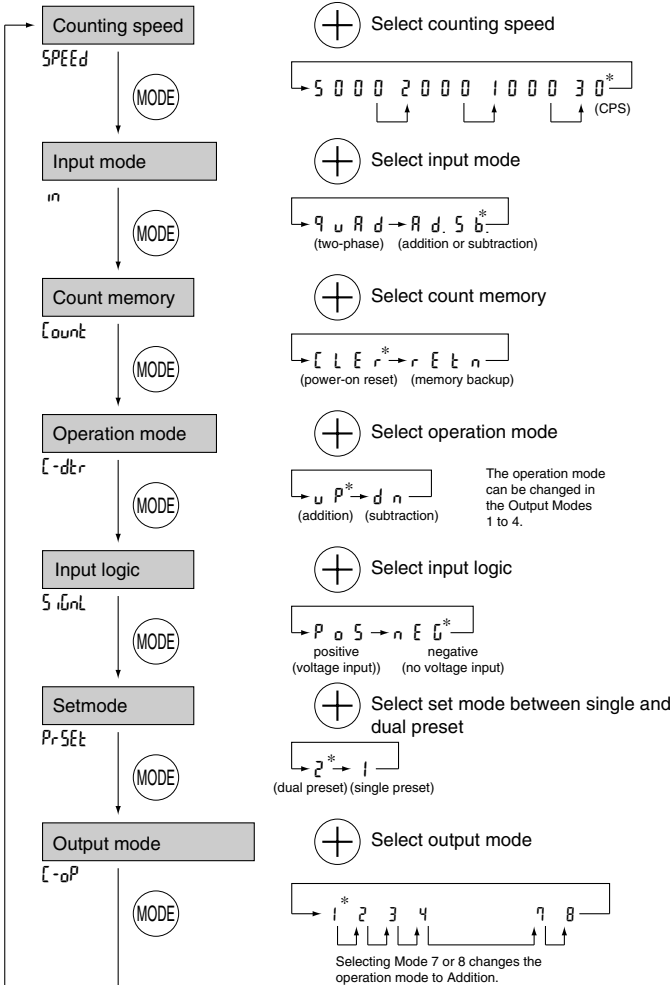 Counting speed
Select counting speed
SPEEd
MODE
5000 2000 1000 30*
(CPS)
Input mode
Select input mode
in
MODE
quAd Ad.Sb.*
(two-phase) (addition or subtraction)
Count memory
Select count memory
Count
MODE
CLEr* rEtn
(power-on reset) (memory backup)
Operation mode
Select operation mode
C-dtr
MODE
uP* dn
(addition) (subtraction)
The operation mode
can be changed in
the Output Modes
1 to 4.
Input logic
Select input logic
SiGnL
MODE
PoS nEG*
positive negative
(voltage input)) (no voltage input)
Setmode
Select set mode between single and
dual preset
PrSEt
MODE
2* 1
(dual preset) (single preset)
Output mode
Select output mode
C-oP
MODE
1* 2 3 4 7 8
Selecting Mode 7 or 8 changes the
operation mode to Addition.